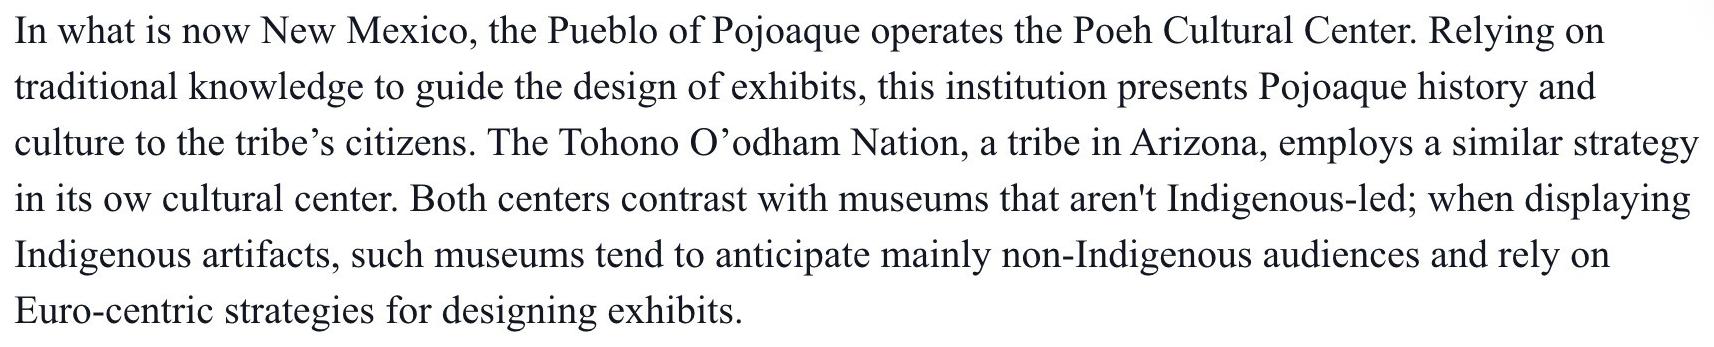 In what is now New Mexico, the Pueblo of Pojoaque operates the Poeh Cultural Center. Relying on
traditional knowledge to guide the design of exhibits, this institution presents Pojoaque history and
culture to the tribe’s citizens. The Tohono O’odham Nation, a tribe in Arizona, employs a similar strategy
in its ow cultural center. Both centers contrast with museums that aren't Indigenous-led; when displaying
Indigenous artifacts, such museums tend to anticipate mainly non-Indigenous audiences and rely on
Euro-centric strategies for designing exhibits.